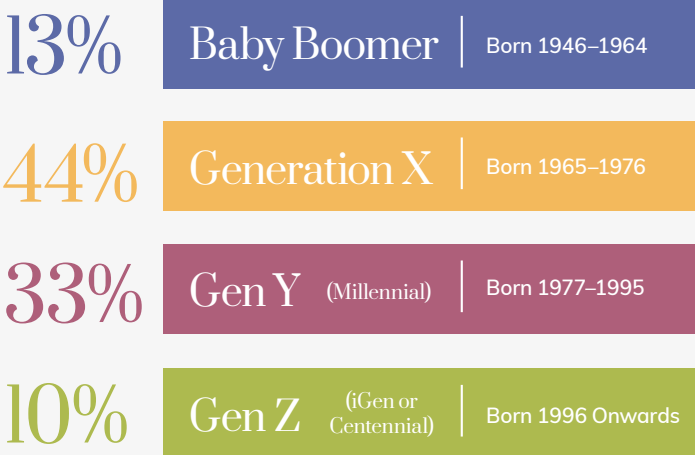 13% Baby Boomer Born 1946–1964
44% Generation X Born 1965–1976
33% Gen Y (Millennial) Born 1977–1995
10% Gen Z (iGen or Centennial) Born 1996 Onwards